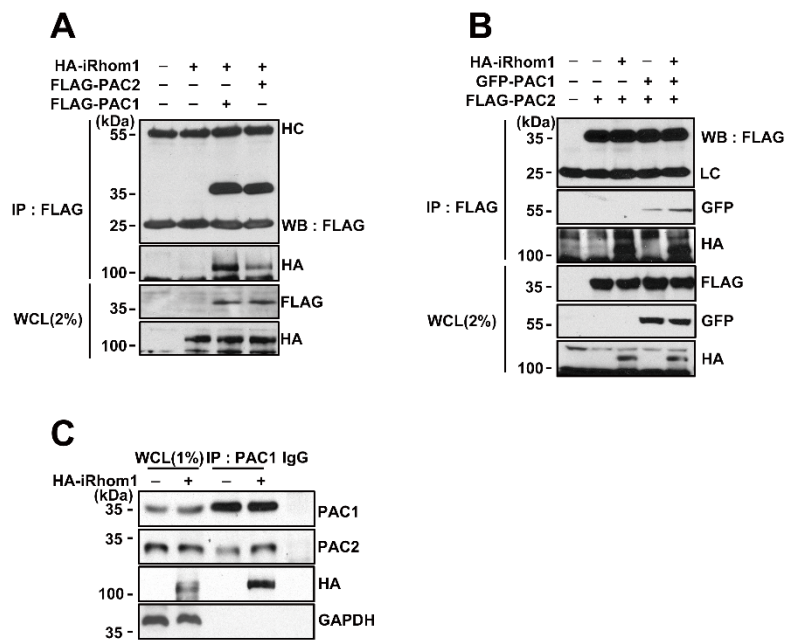 A
HA-iRhom1 – + + +
FLAG-PAC2 – – – +
FLAG-PAC1 – – + –
(kDa)
55- HC
35-
IP : FLAG
25- WB : FLAG
100- HA
35- FLAG
WCL(2%)
100- HA
B
HA-iRhom1 – – + – +
GFP-PAC1 – – – + +
FLAG-PAC2 – + + + +
(kDa)
35- WB : FLAG
25- LC
IP : FLAG
55- GFP
100- HA
35- FLAG
WCL(2%)
55- GFP
100- HA
C
WCL(1%) IP : PAC1 IgG
HA-iRhom1 – + – +
(kDa)
35- PAC1
35- PAC2
100- HA
35- GAPDH